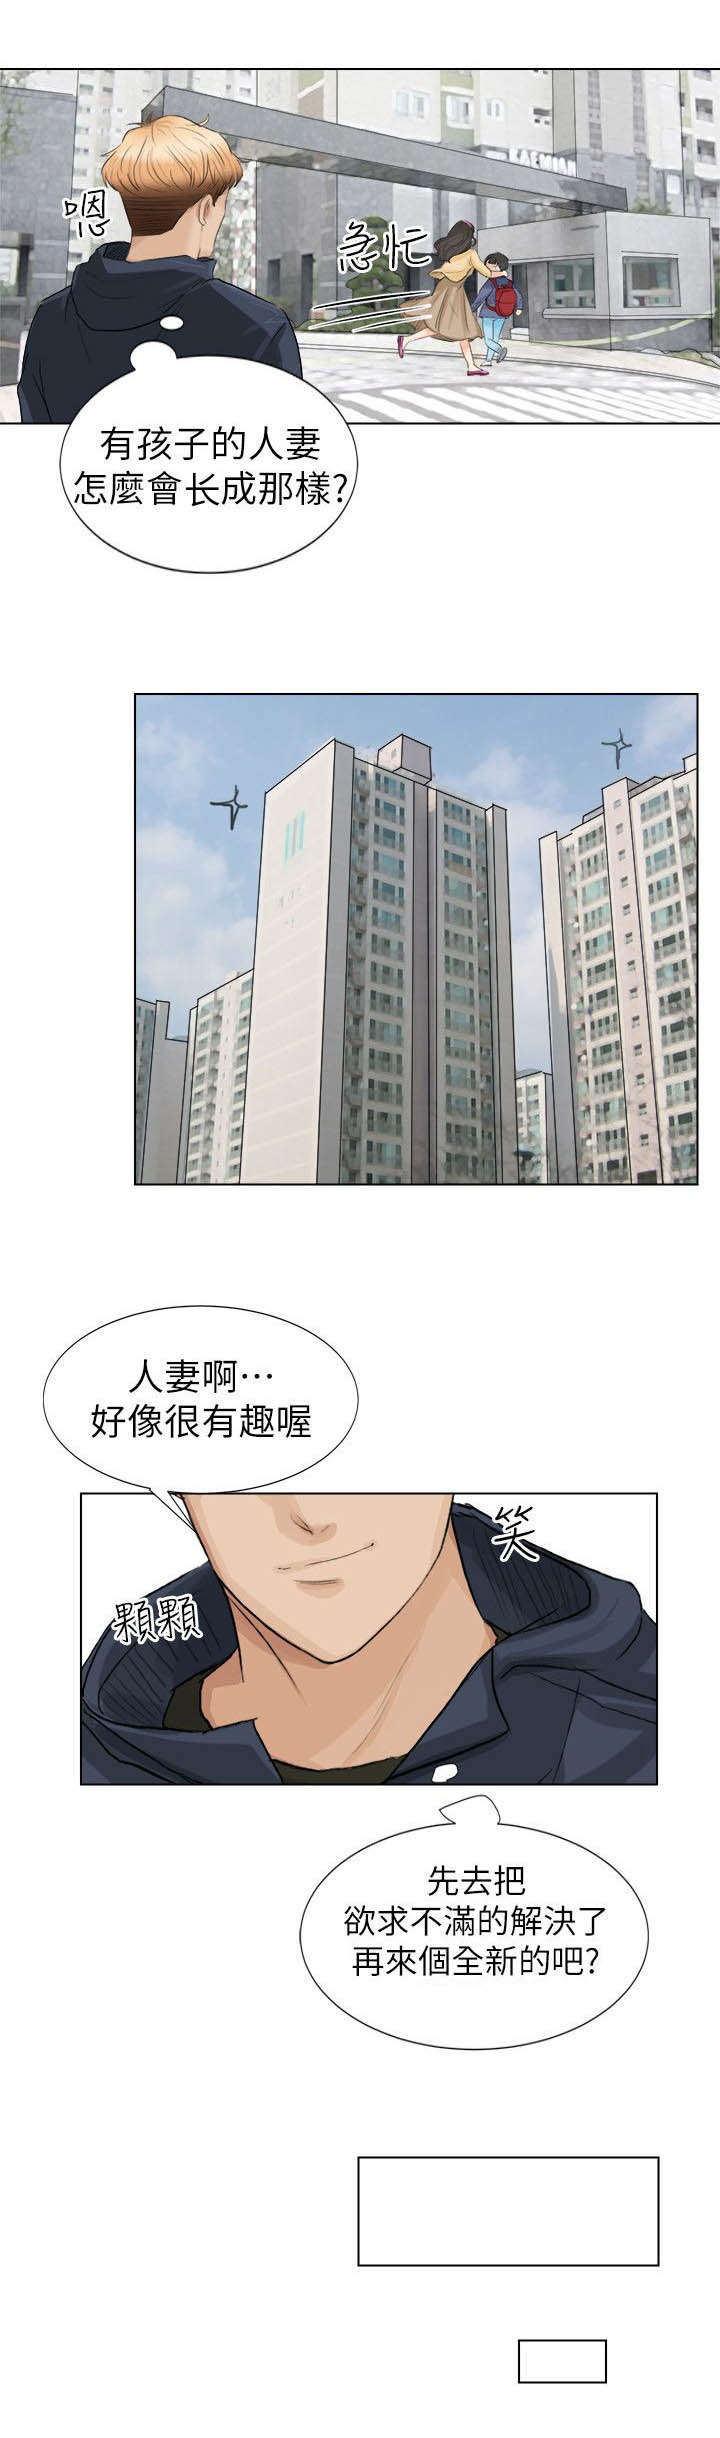 KAEMIAN
嗯
急忙
有孩子的人妻
怎麼會长成那樣?
人妻啊…
好像很有趣喔
笑
顆顆
先去把
欲求不滿的解決了
再來個全新的吧?